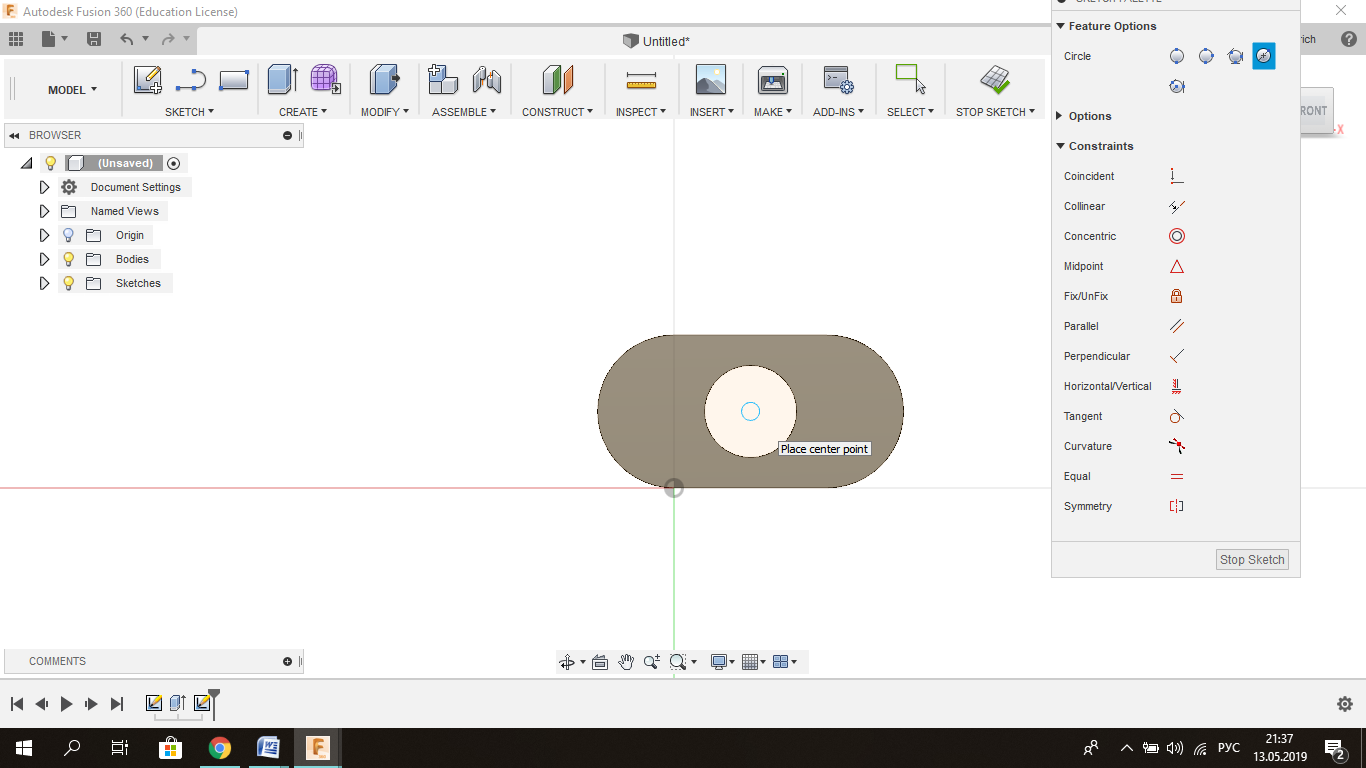 Autodesk Fusion 360 (Education License)
Untitled*
rich
MODEL
SKETCH
CREATE
MODIFY
ASSEMBLE
CONSTRUCT
INSPECT
INSERT
MAKE
ADD-INS
SELECT
STOP SKETCH
BROWSER
(Unsaved)
Document Settings
Named Views
Origin
Bodies
Sketches
Place center point
Feature Options
Circle
Options
Constraints
Coincident
Collinear
Concentric
Midpoint
Fix/UnFix
Parallel
Perpendicular
Horizontal/Vertical
Tangent
Curvature
Equal
Symmetry
Stop Sketch
RONT
X
COMMENTS
РУС
21:37
13.05.2019
2